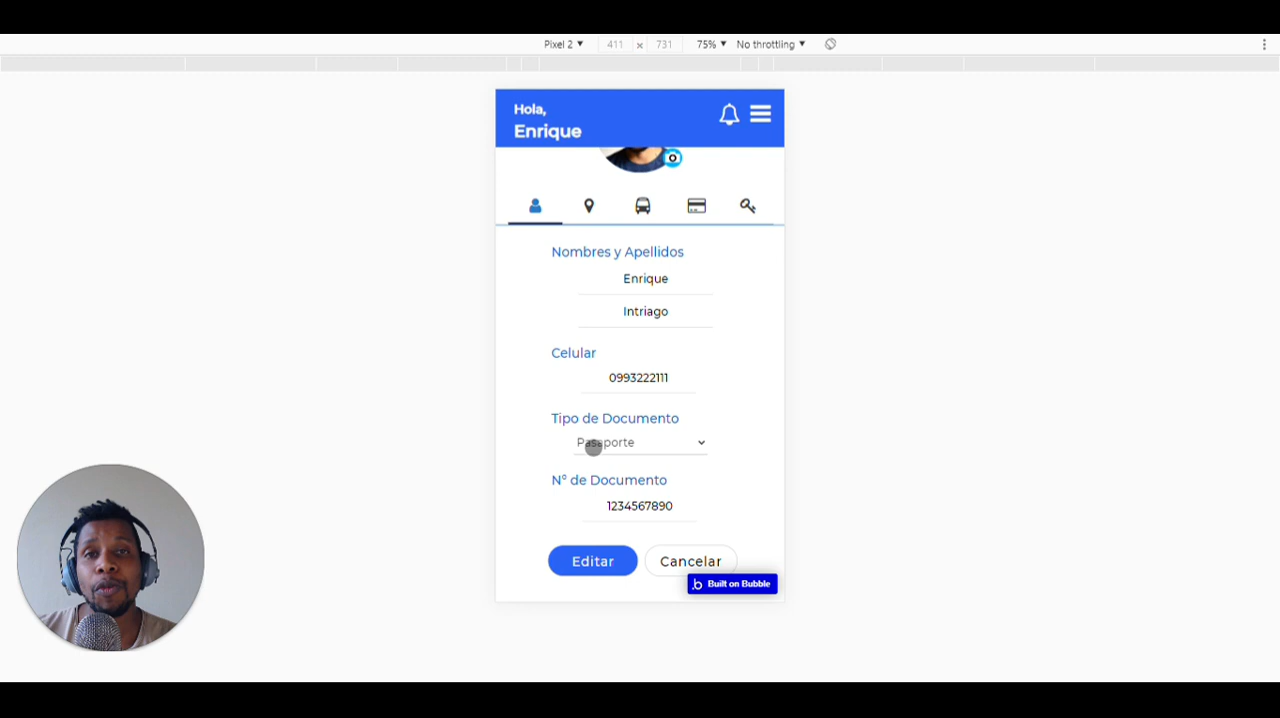 Pixel 2 411 x 731 75% No throttling
Hola,
Enrique
Nombres y Apellidos
Enrique
Intriago
Celular
0993222111
Tipo de Documento
Pasaporte
N° de Documento
1234567890
Editar Cancelar
b Built on Bubble